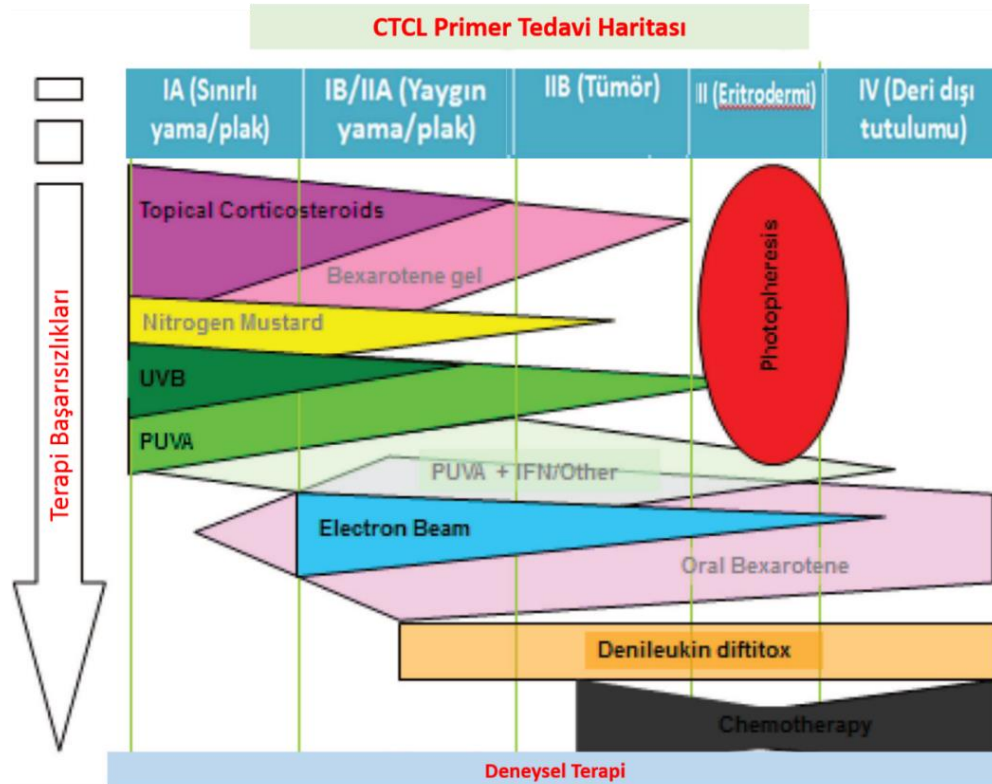 CTCL Primer Tedavi Haritası
IA (Sınırlı
yama/plak)
IB/IIA (Yaygın
yama/plak)
IIB (Tümör)
III (Eritrodermi)
IV (Deri dışı
tutulumu)
Terapi Başarısızlıkları
Topical Corticosteroids
Bexarotene gel
Nitrogen Mustard
UVB
PUVA
Photopheresis
PUVA + IFN/Other
Electron Beam
Oral Bexarotene
Denileukin diftitox
Chemotherapy
Deneysel Terapi